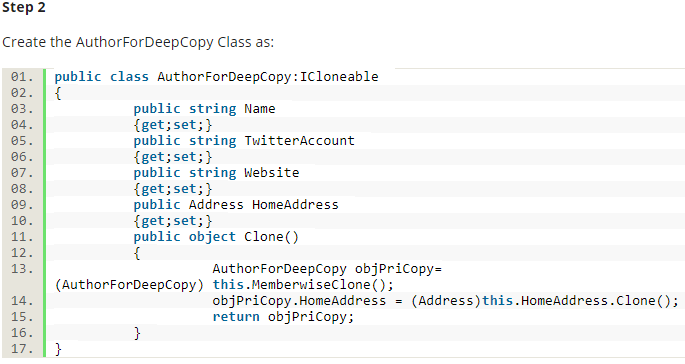 Step 2
Create the AuthorForDeepCopy Class as:
01. public class AuthorForDeepCopy:ICloneable
02. {
03. public string Name
04. {get;set;}
05. public string TwitterAccount
06. {get;set;}
07. public string Website
08. {get;set;}
09. public Address HomeAddress
10. {get;set;}
11. public object Clone()
12. {
13. AuthorForDeepCopy objPriCopy=
(AuthorForDeepCopy) this.MemberwiseClone();
14. objPriCopy.HomeAddress = (Address)this.HomeAddress.Clone();
15. return objPriCopy;
16. }
17. }